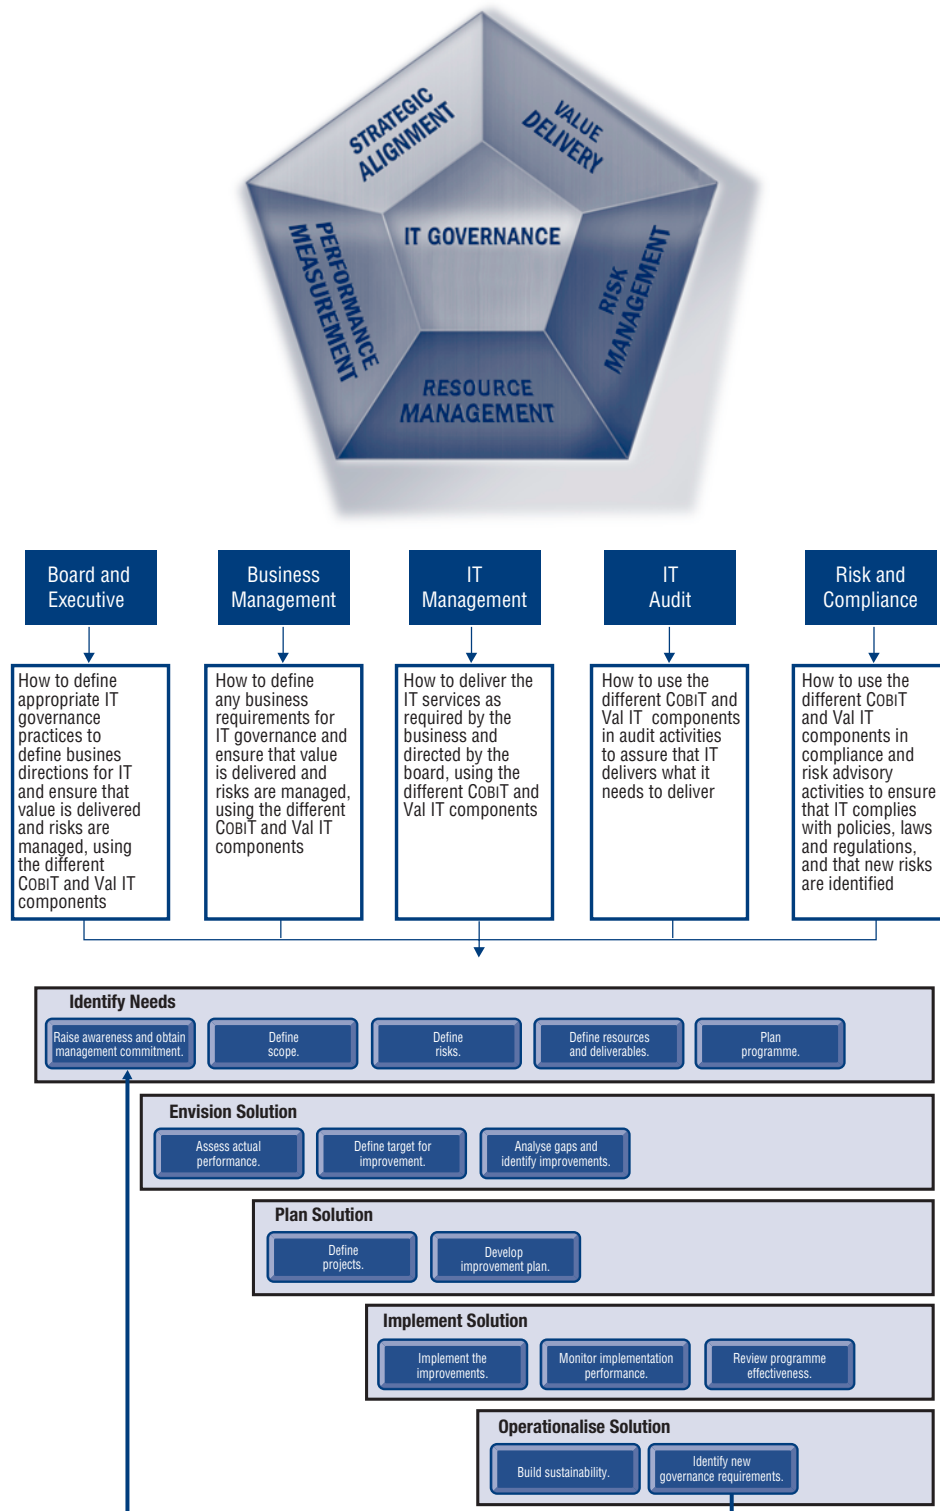 STRATEGIC
ALIGNMENT
VALUE
DELIVERY
IT GOVERNANCE
PERFORMANCE
MEASUREMENT
RISK
MANAGEMENT
RESOURCE
MANAGEMENT
Board and
Executive
Business
Management
IT
Management
IT
Audit
Risk and
Compliance
How to define
appropriate IT
governance
practices to
define busines
directions for IT
and ensure that
value is delivered
and risks are
managed, using
the different
COBIT and Val IT
components
How to define
any business
requirements for
IT governance and
ensure that value
is delivered and
risks are managed,
using the different
COBIT and Val IT
components
How to deliver the
IT services as
required by the
business and
directed by the
board, using the
different COBIT and
Val IT components
How to use the
different COBIT and
Val IT components
in audit activities
to assure that IT
delivers what it
needs to deliver
How to use the
different COBIT
and Val IT
components in
compliance and
risk advisory
activities to ensure
that IT complies
with policies, laws
and regulations,
and that new risks
are identified
Identify Needs
Raise awareness and obtain
management commitment.
Define
scope.
Define
risks.
Define resources
and deliverables.
Plan
programme.
Envision Solution
Assess actual
performance.
Define target for
improvement.
Analyse gaps and
identify improvements.
Plan Solution
Define
projects.
Develop
improvement plan.
Implement Solution
Implement the
improvements.
Monitor implementation
performance.
Review programme
effectiveness.
Operationalise Solution
Build sustainability.
Identify new
governance requirements.